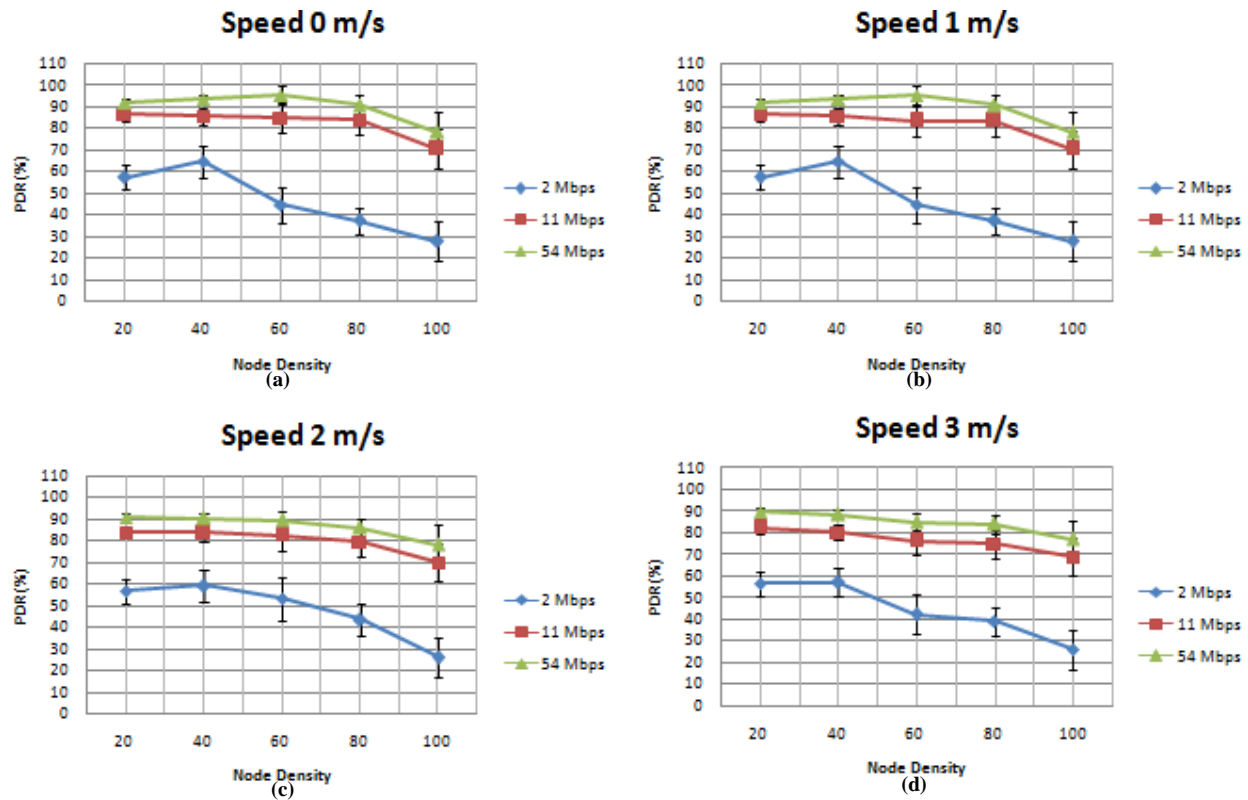 Speed 0 m/s
110
100
90
80
70
60
50
40
30
20
10
0
PDR(%)
20 40 60 80 100
Node Density
(a)
2 Mbps
11 Mbps
54 Mbps
Speed 1 m/s
110
100
90
80
70
60
50
40
30
20
10
0
PDR(%)
20 40 60 80 100
Node Density
(b)
2 Mbps
11 Mbps
54 Mbps
Speed 2 m/s
110
100
90
80
70
60
50
40
30
20
10
0
PDR(%)
20 40 60 80 100
Node Density
(c)
2 Mbps
11 Mbps
54 Mbps
Speed 3 m/s
110
100
90
80
70
60
50
40
30
20
10
0
PDR(%)
20 40 60 80 100
Node Density
(d)
2 Mbps
11 Mbps
54 Mbps